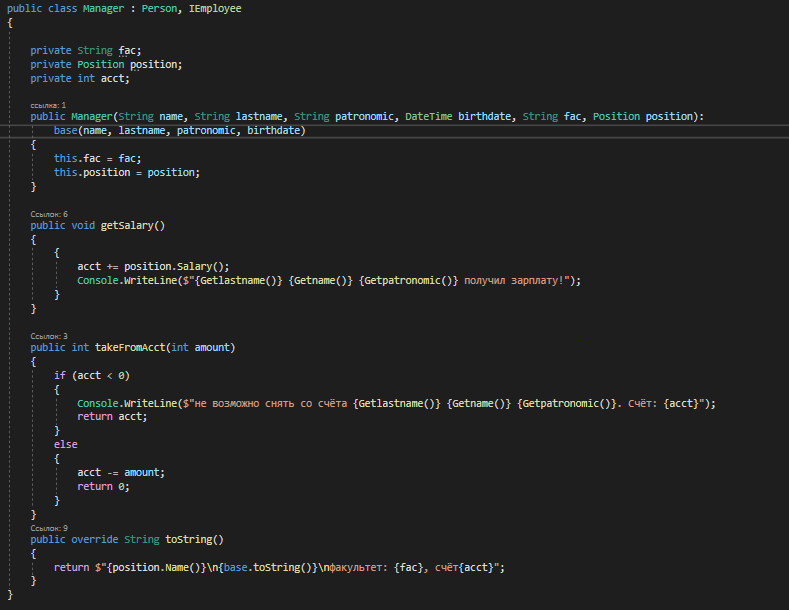 public class Manager : Person, IEmployee
{
private String fac;
private Position position;
private int acct;
ссылка: 1
public Manager(String name, String lastname, String patronomic, DateTime birthdate, String fac, Position position):
base(name, lastname, patronomic, birthdate)
{
this.fac = fac;
this.position = position;
}
Ссылок: 6
public void getSalary()
{
{
acct += position.Salary();
Console.WriteLine($"{Getlastname()} {Getname()} {Getpatronomic()} получил зарплату!");
}
}
Ссылок: 3
public int takeFromAcct(int amount)
{
if (acct < 0)
{
Console.WriteLine($"не возможно снять со счёта {Getlastname()} {Getname()} {Getpatronomic()}. Счёт: {acct}");
return acct;
}
else
{
acct -= amount;
return 0;
}
}
Ссылок: 9
public override String toString()
{
return $"{position.Name()}\n{base.toString()}\nфакультет: {fac}, счёт{acct}";
}
}